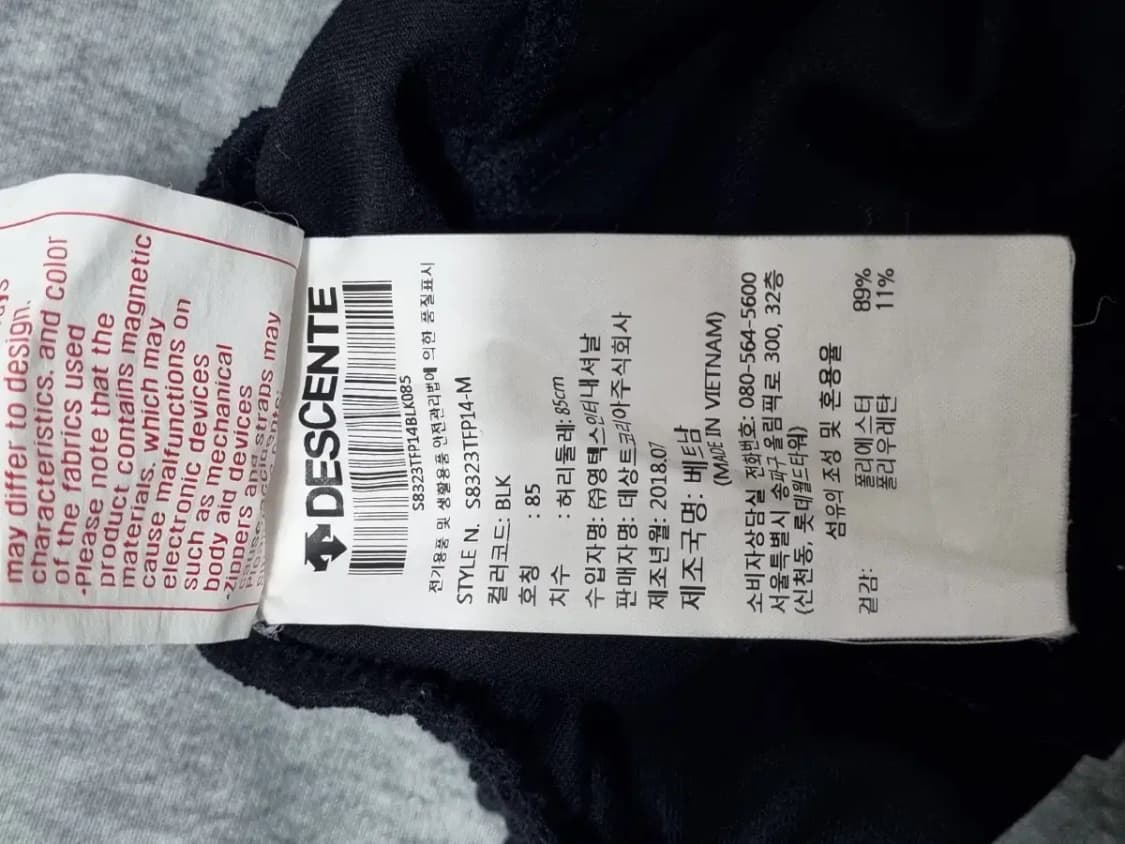 may differ to design.
characteristics, and color
of the fabrics used
-Please note that the
product contains magnetic
materials, which may
cause malfunctions on
electronic devices
such as mechanical
body aid devices
-zippers and
DESCENTE
S8323TFP14BLK085
전기용품 및 생활용품 안전관리법에 의한 품질표시
STYLE N. S8323TFP14-M
컬러코드: BLK
호칭 : 85
치수 : 허리둘레: 85cm
수입자명: ㈜영텍스인터내셔날
판매자명: 데상트코리아주식회사
제조년월: 2018.07
제조국명: 베트남
(MADE IN VIETNAM)
소비자상담실 전화번호: 080-564-5600
서울특별시 송파구 올림픽로 300, 32층
(신천동, 롯데월드타워)
섬유의 조성 및 혼용율
겉감: 폴리에스터 89%
폴리우레탄 11%